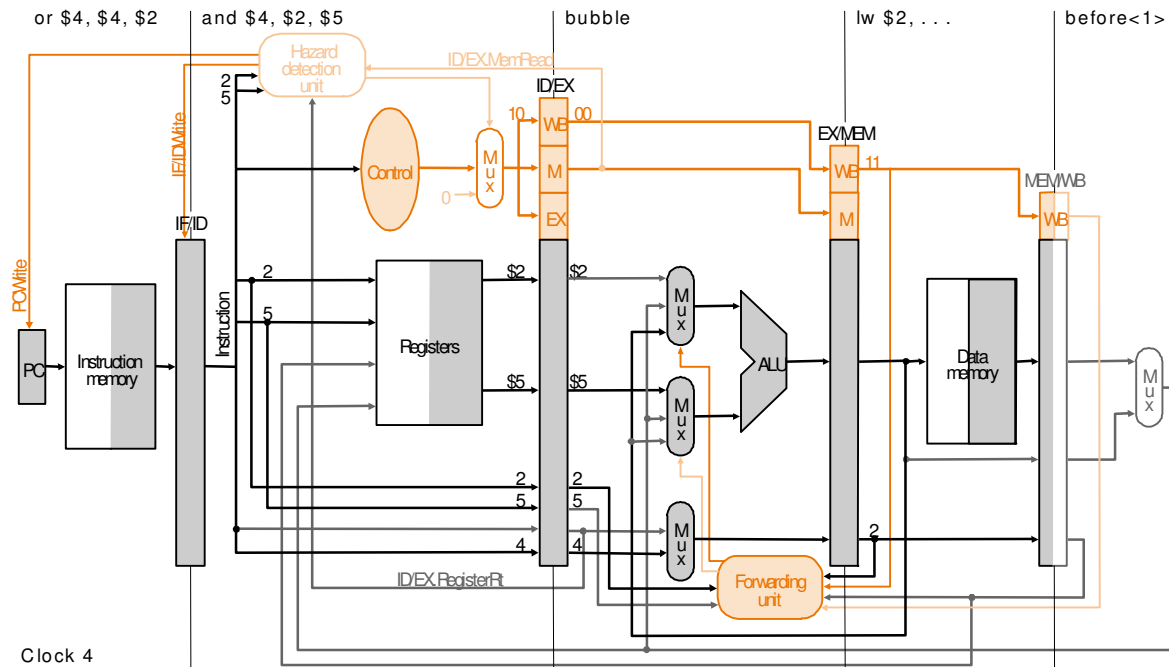 or $4, $4, $2
and $4, $2, $5
bubble
lw $2, . . .
before<1>
Hazard
detection
unit
ID/EX.MemRead
2
5
ID/EX
10
WB
00
EX/MEM
IF/IDWrite
Control
M
u
x
M
WB
11
MEM/WB
0
EX
M
WB
IF/ID
PCWrite
2
$2
$2
M
u
x
5
Instruction
PC
Instruction
memory
Registers
ALU
Data
memory
M
u
x
$5
$5
M
u
x
2
2
5
5
M
u
x
2
4
4
ID/EX.RegisterRt
Forwarding
unit
Clock 4